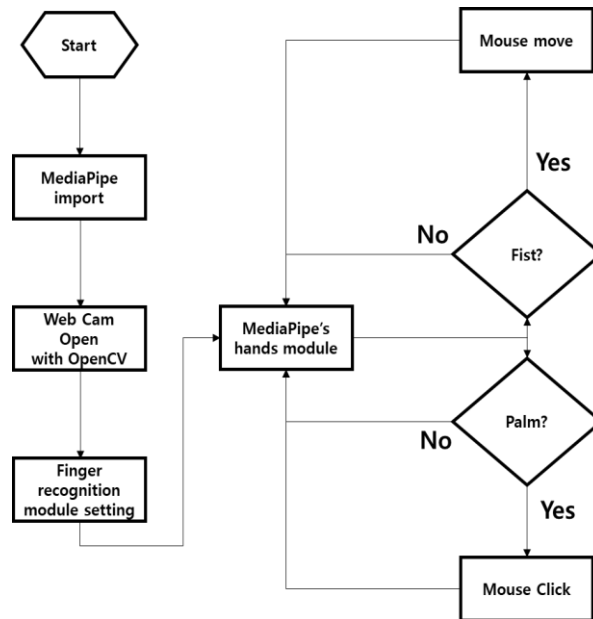 Start
MediaPipe
import
Web Cam
Open
with OpenCV
Finger
recognition
module setting
MediaPipe's
hands module
Mouse move
Yes
No
Fist?
Palm?
No
Yes
Mouse Click